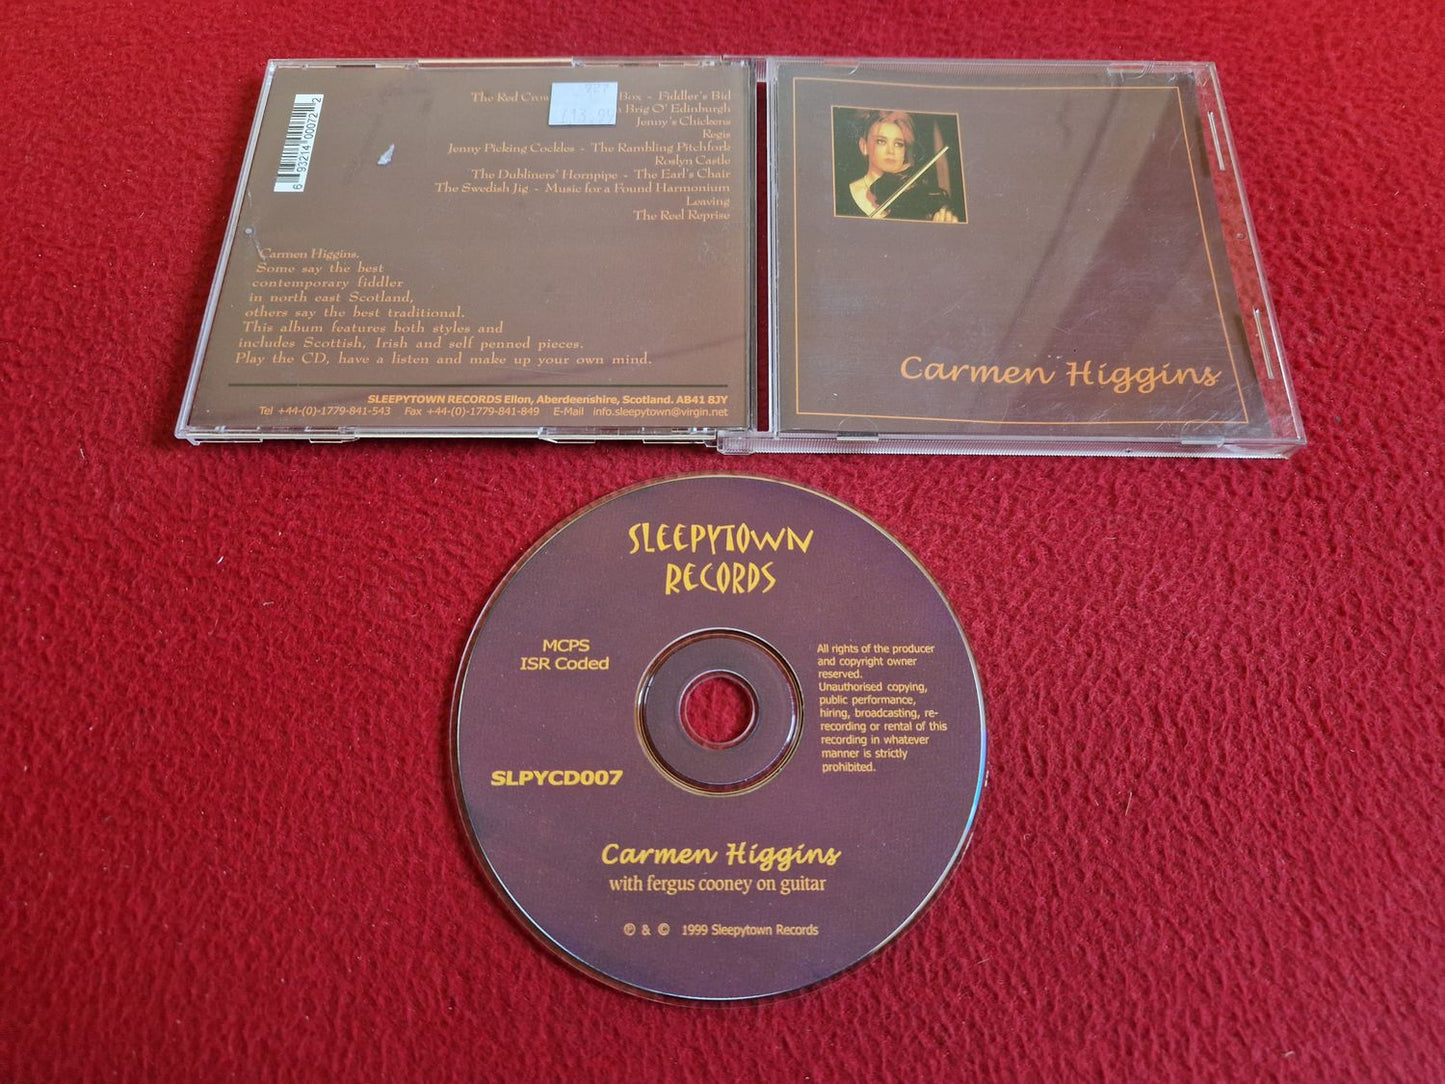 The Red Crow Box - Fiddler's Bid
Brig O' Edinburgh
Jenny's Chickens
Regis
Jenny Picking Cockles - The Rambling Pitchfork
Roslyn Castle
The Dubliners' Hornpipe - The Earl's Chair
The Swedish Jig - Music for a Found Harmonium
Leaving
The Reel Reprise
6 93214 00072 2
Carmen Higgins.
Some say the best
contemporary fiddler
in north east Scotland,
others say the best traditional.
This album features both styles and
includes Scottish, Irish and self penned pieces.
Play the CD, have a listen and make up your own mind.
SLEEPYTOWN RECORDS Ellon, Aberdeenshire, Scotland. AB41 8JY
Tel +44-(0)-1779-841-543 Fax +44-(0)-1779-841-849 E-Mail info.sleepytown@virgin.net
Carmen Higgins
SLEEPYTOWN
RECORDS
MCPS
ISR Coded
All rights of the producer
and copyright owner
reserved.
Unauthorised copying,
public performance,
hiring, broadcasting, re-
recording or rental of this
recording in whatever
manner is strictly
prohibited.
SLPYCD007
Carmen Higgins
with fergus cooney on guitar
℗ & © 1999 Sleepytown Records